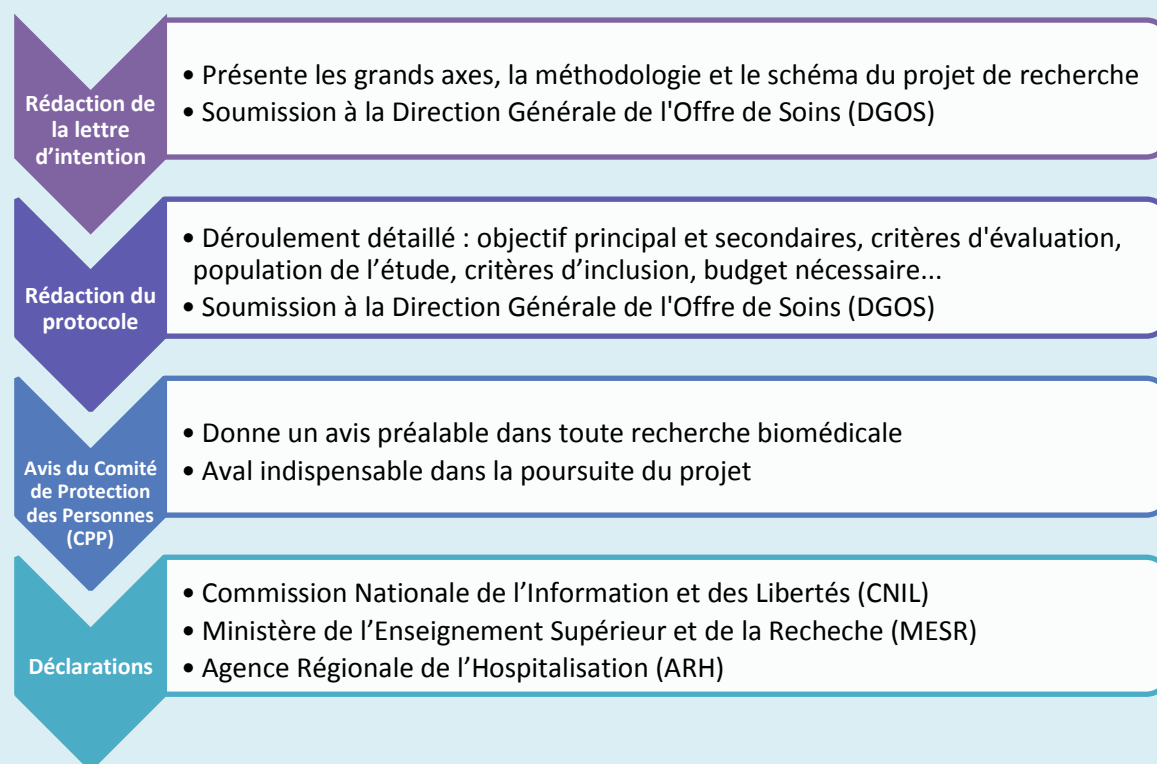 Rédaction de
la lettre
d’intention
• Présente les grands axes, la méthodologie et le schéma du projet de recherche
• Soumission à la Direction Générale de l'Offre de Soins (DGOS)
Rédaction du
protocole
• Déroulement détaillé : objectif principal et secondaires, critères d'évaluation,
population de l’étude, critères d’inclusion, budget nécessaire...
• Soumission à la Direction Générale de l'Offre de Soins (DGOS)
Avis du Comité
de Protection
des Personnes
(CPP)
• Donne un avis préalable dans toute recherche biomédicale
• Aval indispensable dans la poursuite du projet
Déclarations
• Commission Nationale de l’Information et des Libertés (CNIL)
• Ministère de l’Enseignement Supérieur et de la Recheche (MESR)
• Agence Régionale de l’Hospitalisation (ARH)